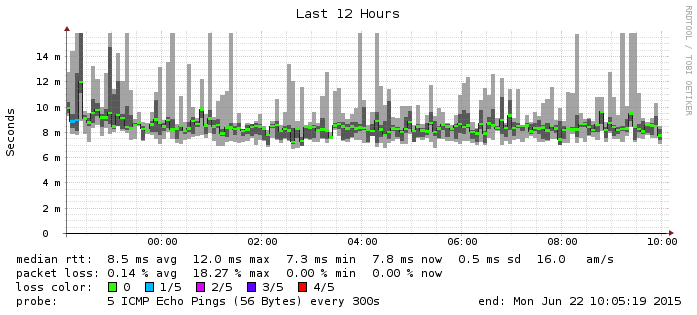 Last 12 Hours
RRDTOOL / TOBI OETIKER
Seconds
14 m
12 m
10 m
8 m
6 m
4 m
2 m
0
00:00 02:00 04:00 06:00 08:00 10:00
median rtt: 8.5 ms avg 12.0 ms max 7.3 ms min 7.8 ms now 0.5 ms sd 16.0 am/s
packet loss: 0.14 % avg 18.27 % max 0.00 % min 0.00 % now
loss color: 0 1/5 2/5 3/5 4/5
probe: 5 ICMP Echo Pings (56 Bytes) every 300s end: Mon Jun 22 10:05:19 2015